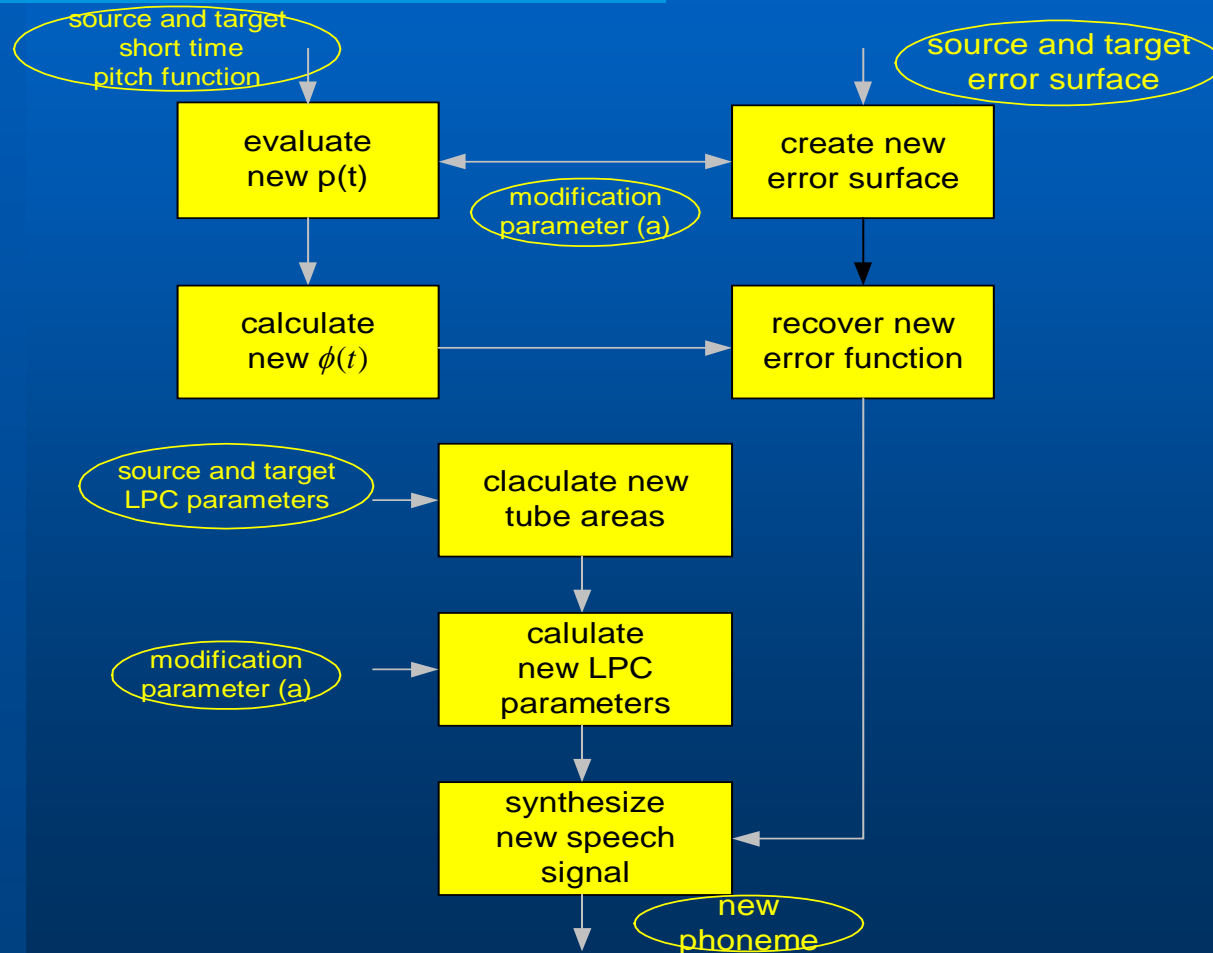 source and target
short time
pitch function
source and target
error surface
evaluate
new p(t)
create new
error surface
modification
parameter (a)
calculate
new ϕ(t)
recover new
error function
source and target
LPC parameters
claculate new
tube areas
modification
parameter (a)
calulate
new LPC
parameters
synthesize
new speech
signal
new
phoneme